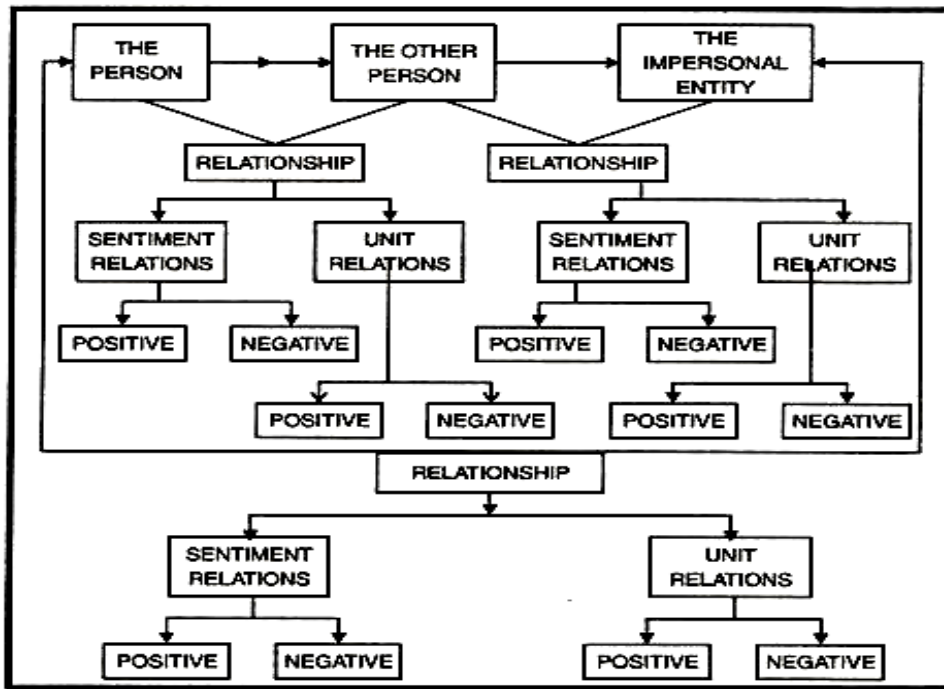 THE
PERSON
THE OTHER
PERSON
THE
IMPERSONAL
ENTITY
RELATIONSHIP
RELATIONSHIP
SENTIMENT
RELATIONS
UNIT
RELATIONS
SENTIMENT
RELATIONS
UNIT
RELATIONS
POSITIVE
NEGATIVE
POSITIVE
NEGATIVE
POSITIVE
NEGATIVE
POSITIVE
NEGATIVE
RELATIONSHIP
SENTIMENT
RELATIONS
UNIT
RELATIONS
POSITIVE
NEGATIVE
POSITIVE
NEGATIVE